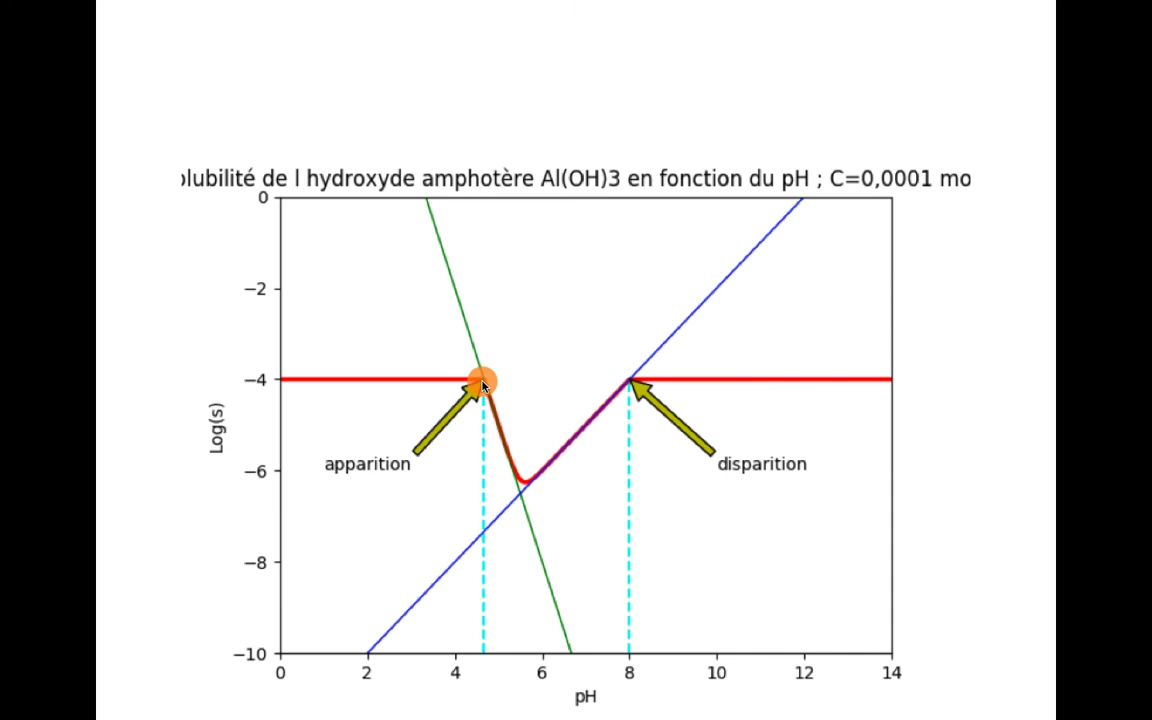 olubilité de l hydroxyde amphotère Al(OH)3 en fonction du pH ; C=0,0001 mo
0
−2
−4
−6
−8
−10
Log(s)
apparition
disparition
0 2 4 6 8 10 12 14
pH